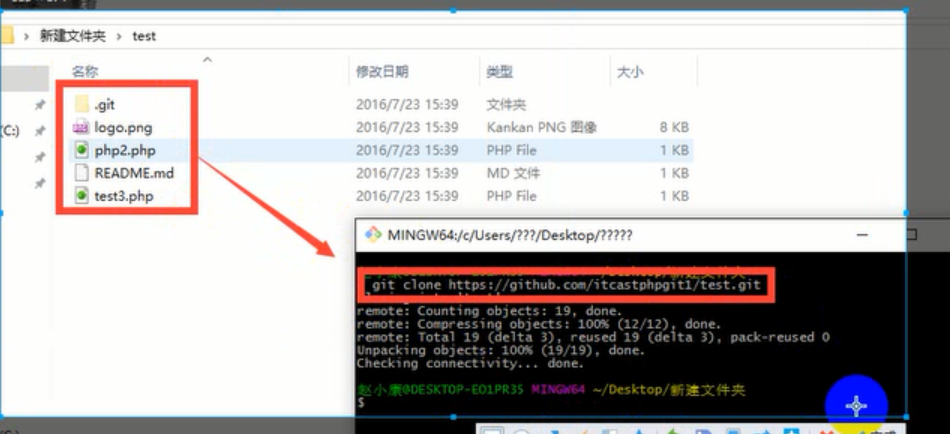 新建文件夹 > test
名称 修改日期 类型 大小
.git 2016/7/23 15:39 文件夹
(C:) logo.png 2016/7/23 15:39 Kankan PNG 图像 8 KB
php2.php 2016/7/23 15:39 PHP File 1 KB
README.md 2016/7/23 15:39 MD 文件 1 KB
test3.php 2016/7/23 15:39 PHP File 1 KB
MINGW64:/c/Users/???/Desktop/?????
git clone https://github.com/itcastphpgit1/test.git
remote: Counting objects: 19, done.
remote: Compressing objects: 100% (12/12), done.
remote: Total 19 (delta 3), reused 19 (delta 3), pack-reused 0
Unpacking objects: 100% (19/19), done.
Checking connectivity... done.
赵小康@DESKTOP-EO1PR35 MINGW64 ~/Desktop/新建文件夹
$